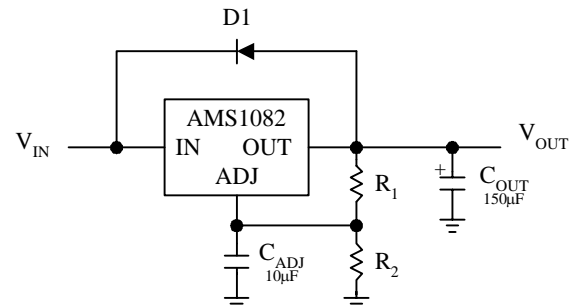 D1
AMS1082
V_IN
IN OUT
V_OUT
ADJ
R_1
+
C_OUT
150µF
C_ADJ
10µF
R_2